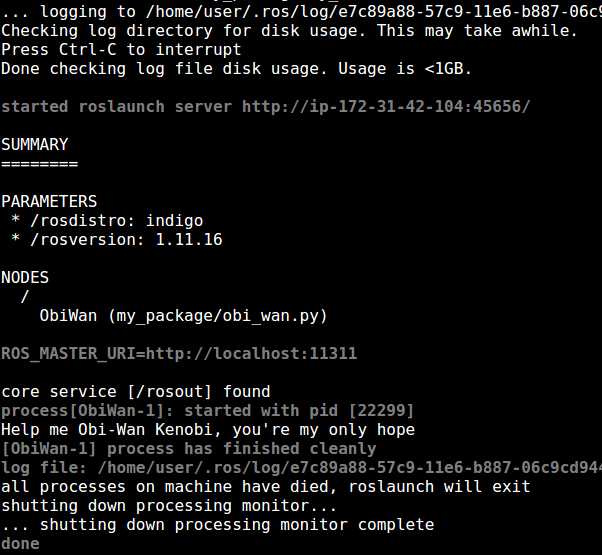 ... logging to /home/user/.ros/log/e7c89a88-57c9-11e6-b887-06c9
Checking log directory for disk usage. This may take awhile.
Press Ctrl-C to interrupt
Done checking log file disk usage. Usage is <1GB.
started roslaunch server http://ip-172-31-42-104:45656/
SUMMARY
========
PARAMETERS
* /rosdistro: indigo
* /rosversion: 1.11.16
NODES
/
ObiWan (my_package/obi_wan.py)
ROS_MASTER_URI=http://localhost:11311
core service [/rosout] found
process[ObiWan-1]: started with pid [22299]
Help me Obi-Wan Kenobi, you're my only hope
[ObiWan-1] process has finished cleanly
log file: /home/user/.ros/log/e7c89a88-57c9-11e6-b887-06c9cd944
all processes on machine have died, roslaunch will exit
shutting down processing monitor...
... shutting down processing monitor complete
done